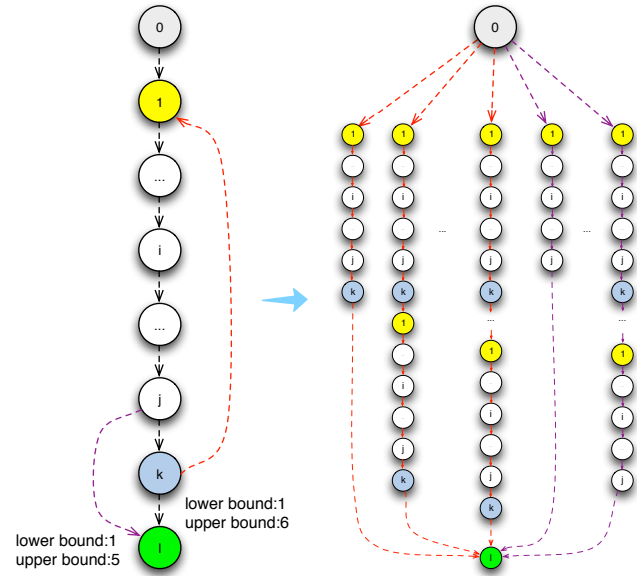 0
1
...
i
...
j
k
lower bound:1
upper bound:6
lower bound:1
upper bound:5
l
0
1 1 1 1 1
i i i i i
... ...
j j j j j
k k k k
... ...
1
1 1
i
i i
j
j j
k
k
l